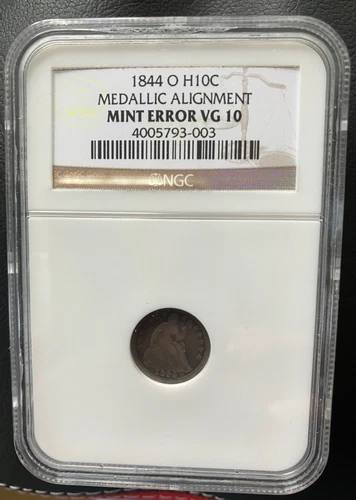 1844 O H10C
MEDALLIC ALIGNMENT
MINT ERROR VG 10
4005793-003
NGC